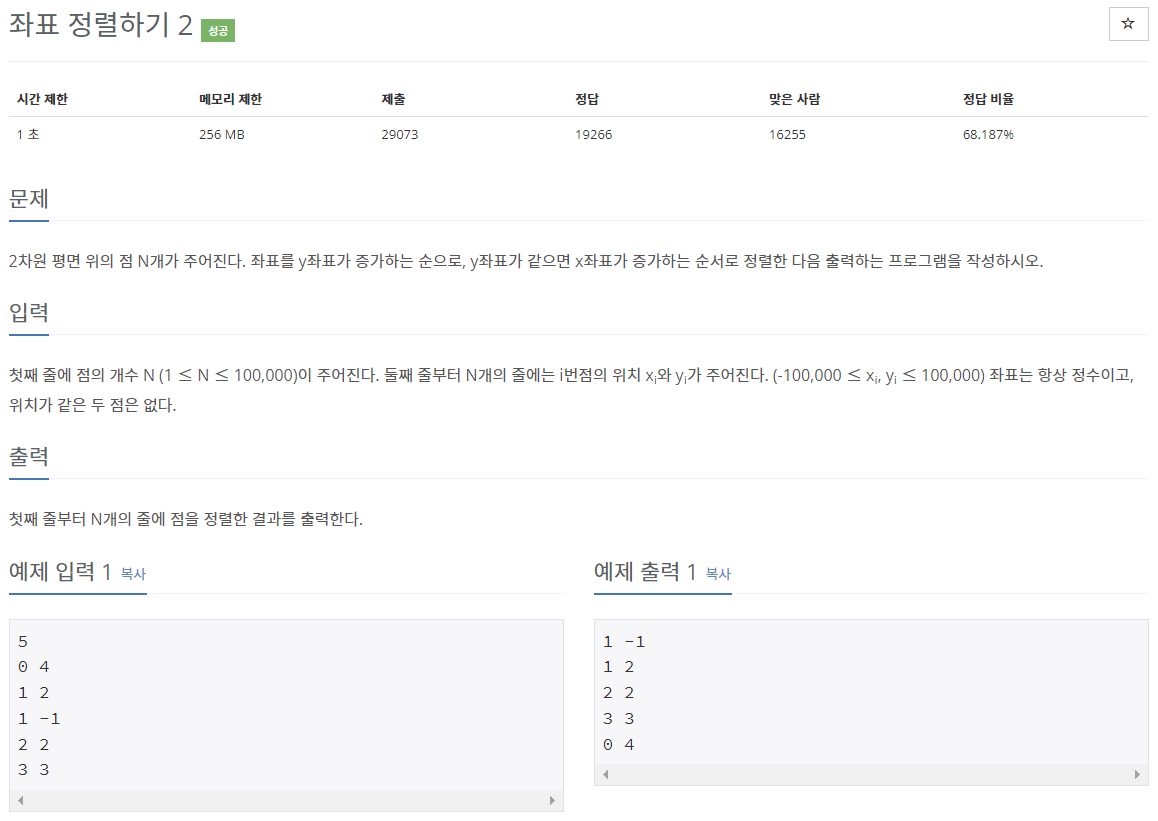 좌표 정렬하기 2 성공
☆
시간 제한 메모리 제한 제출 정답 맞은 사람 정답 비율
1 초 256 MB 29073 19266 16255 68.187%
문제
2차원 평면 위의 점 N개가 주어진다. 좌표를 y좌표가 증가하는 순으로, y좌표가 같으면 x좌표가 증가하는 순서로 정렬한 다음 출력하는 프로그램을 작성하시오.
입력
첫째 줄에 점의 개수 N (1 ≤ N ≤ 100,000)이 주어진다. 둘째 줄부터 N개의 줄에는 i번점의 위치 xi와 yi가 주어진다. (-100,000 ≤ xi, yi ≤ 100,000) 좌표는 항상 정수이고,
위치가 같은 두 점은 없다.
출력
첫째 줄부터 N개의 줄에 점을 정렬한 결과를 출력한다.
예제 입력 1 복사
5
0 4
1 2
1 -1
2 2
3 3
예제 출력 1 복사
1 -1
1 2
2 2
3 3
0 4